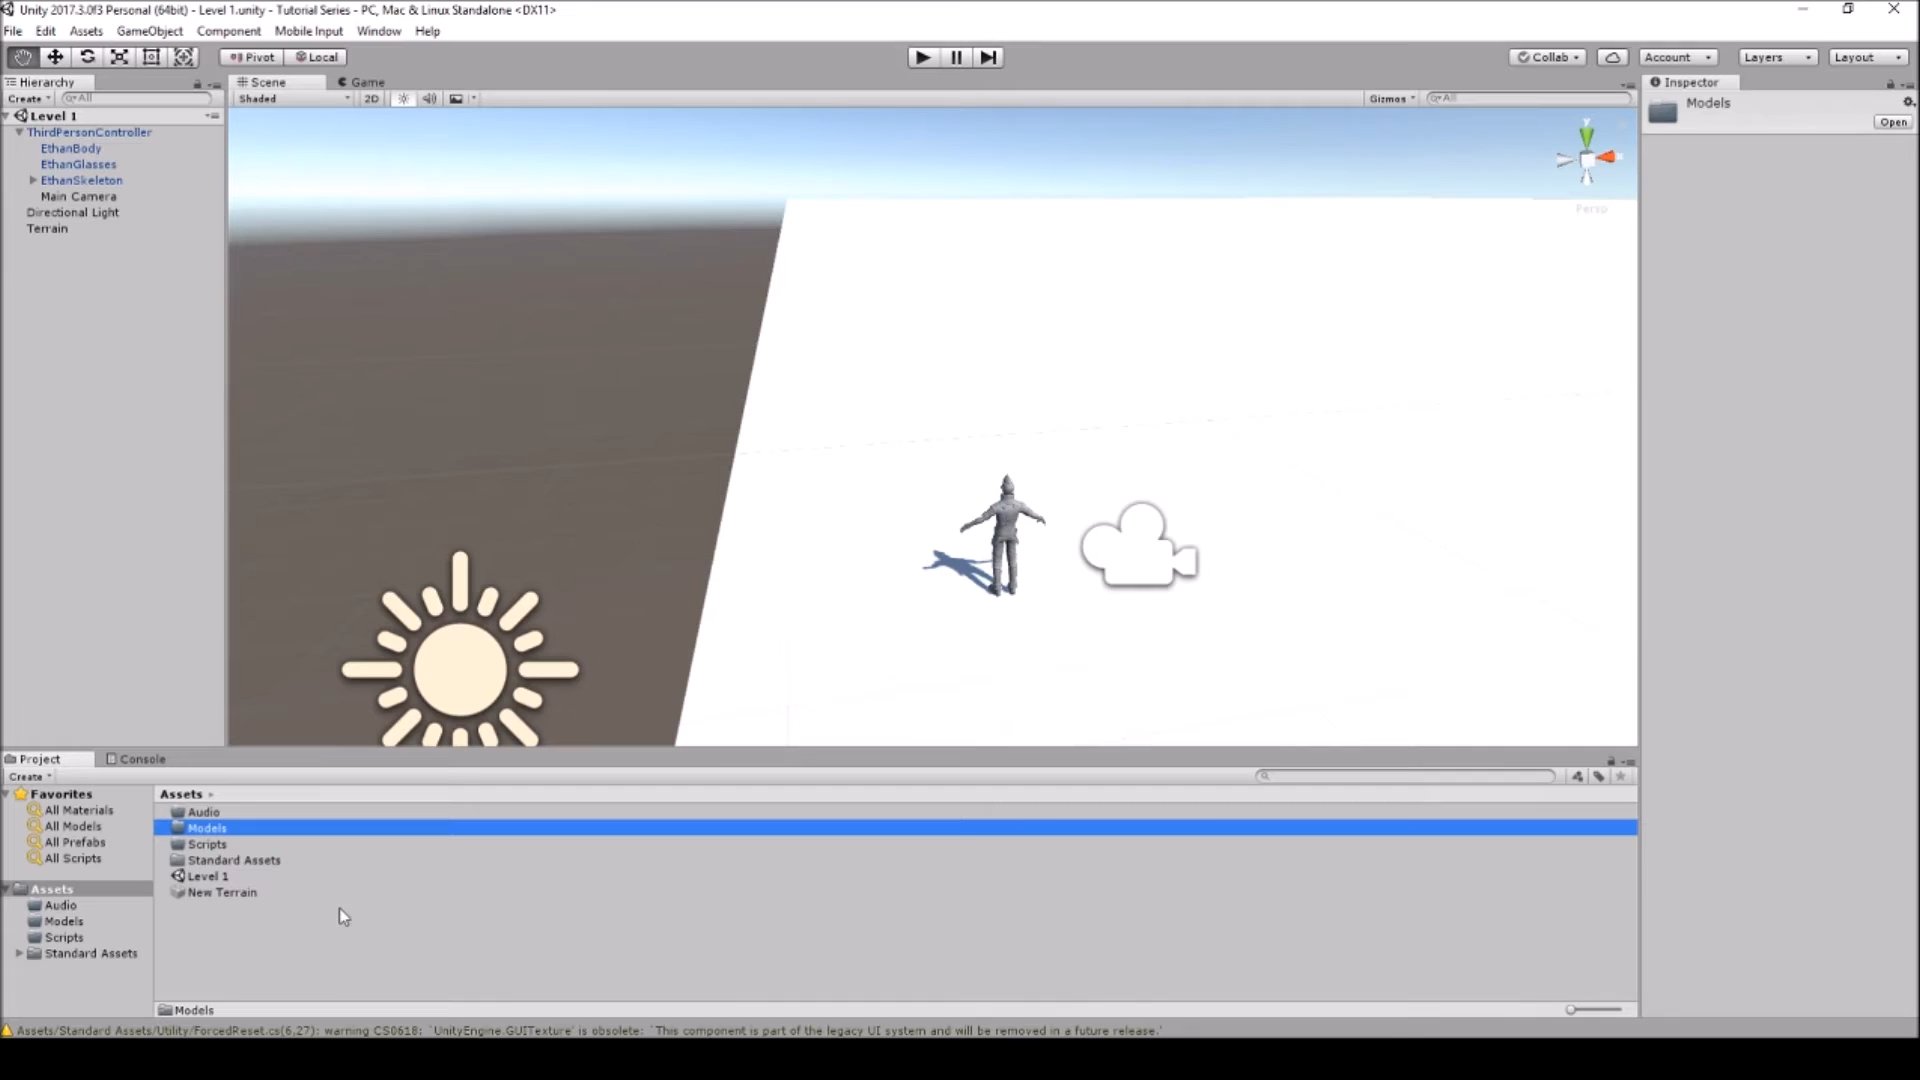 Unity 2017.3.0f3 Personal (64bit) - Level 1.unity - Tutorial Series - PC, Mac & Linux Standalone <DX11>
File Edit Assets GameObject Component Mobile Input Window Help
Pivot Local Collab Account Layers Layout
Hierarchy
Create All
Level 1
ThirdPersonController
EthanBody
EthanGlasses
EthanSkeleton
Main Camera
Directional Light
Terrain
Scene Game
Shaded 2D Gizmos All
y
Persp
Inspector
Models
Open
Project Console
Create
Favorites
All Materials
All Models
All Prefabs
All Scripts
Assets
Audio
Models
Scripts
Standard Assets
Assets
Audio
Models
Scripts
Standard Assets
Level 1
New Terrain
Models
Assets/Standard Assets/Utility/ForcedReset.cs(6,27): warning CS0618: `UnityEngine.GUITexture' is obsolete: `This component is part of the legacy UI system and will be removed in a future release.'